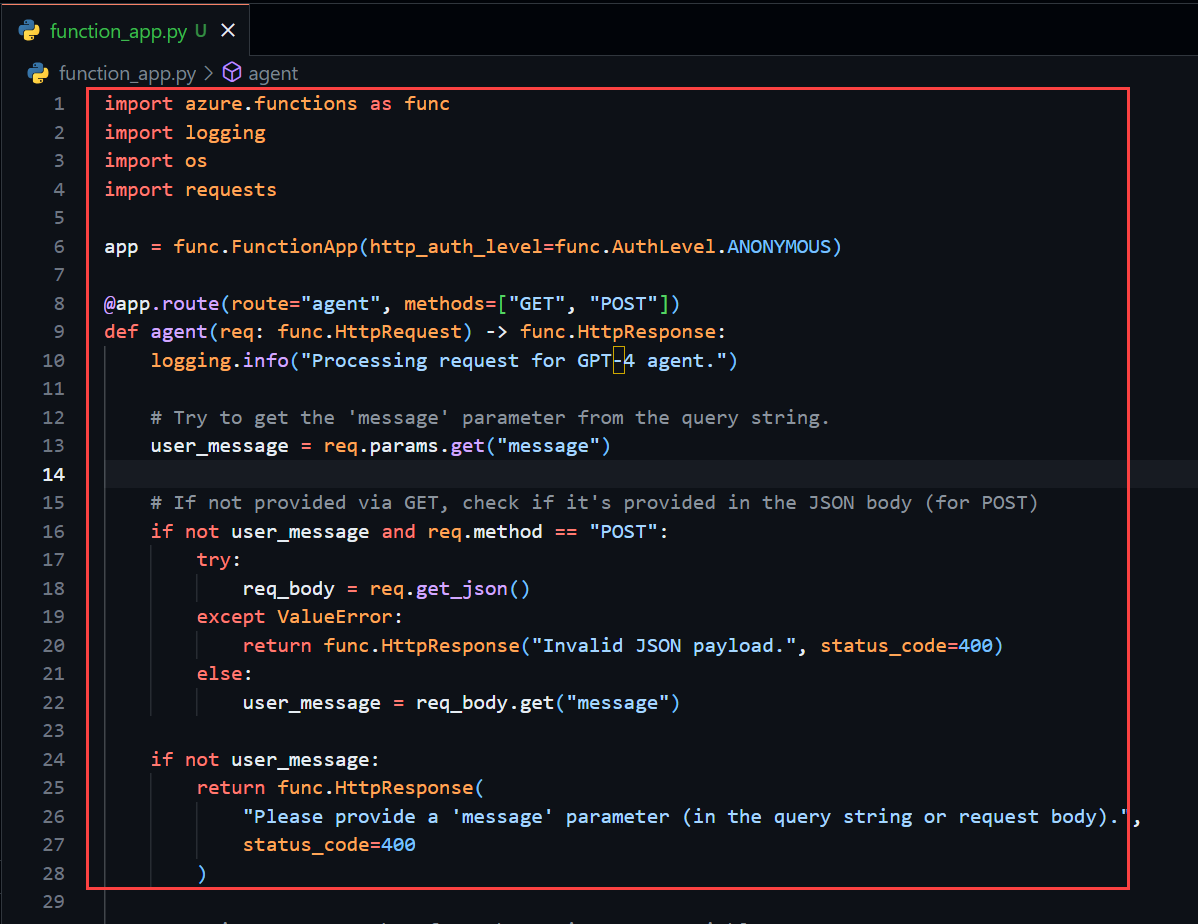 function_app.py U
function_app.py > agent
1 import azure.functions as func
2 import logging
3 import os
4 import requests
5
6 app = func.FunctionApp(http_auth_level=func.AuthLevel.ANONYMOUS)
7
8 @app.route(route="agent", methods=["GET", "POST"])
9 def agent(req: func.HttpRequest) -> func.HttpResponse:
10     logging.info("Processing request for GPT-4 agent.")
11
12     # Try to get the 'message' parameter from the query string.
13     user_message = req.params.get("message")
14
15     # If not provided via GET, check if it's provided in the JSON body (for POST)
16     if not user_message and req.method == "POST":
17         try:
18             req_body = req.get_json()
19         except ValueError:
20             return func.HttpResponse("Invalid JSON payload.", status_code=400)
21         else:
22             user_message = req_body.get("message")
23
24     if not user_message:
25         return func.HttpResponse(
26             "Please provide a 'message' parameter (in the query string or request body).",
27             status_code=400
28         )
29